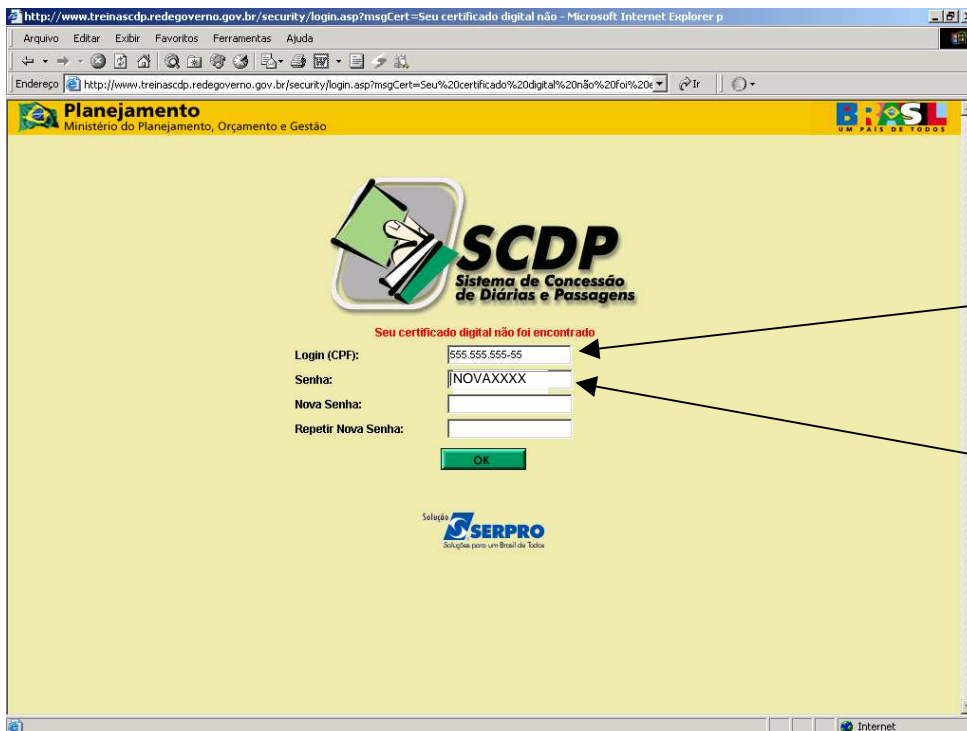 http://www.treinascdp.redegoverno.gov.br/security/login.asp?msgCert=Seu certificado digital não - Microsoft Internet Explorer p
Arquivo Editar Exibir Favoritos Ferramentas Ajuda
Endereço http://www.treinascdp.redegoverno.gov.br/security/login.asp?msgCert=Seu%20certificado%20digital%20não%20foi%20e Ir
Planejamento
Ministério do Planejamento, Orçamento e Gestão
BRASIL
UM PAÍS DE TODOS
SCDP
Sistema de Concessão
de Diárias e Passagens
Seu certificado digital não foi encontrado
Login (CPF): 555.555.555-55
Senha: NOVAXXXX
Nova Senha:
Repetir Nova Senha:
OK
Solução
SERPRO
Soluções para um Brasil de Todos
Internet